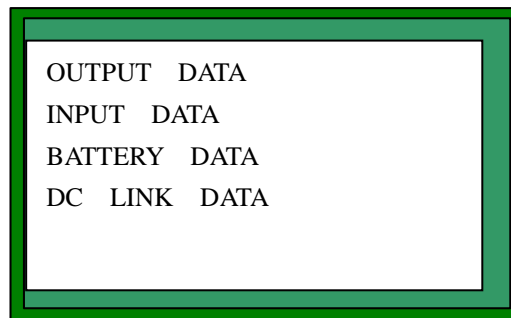 OUTPUT DATA
INPUT DATA
BATTERY DATA
DC LINK DATA